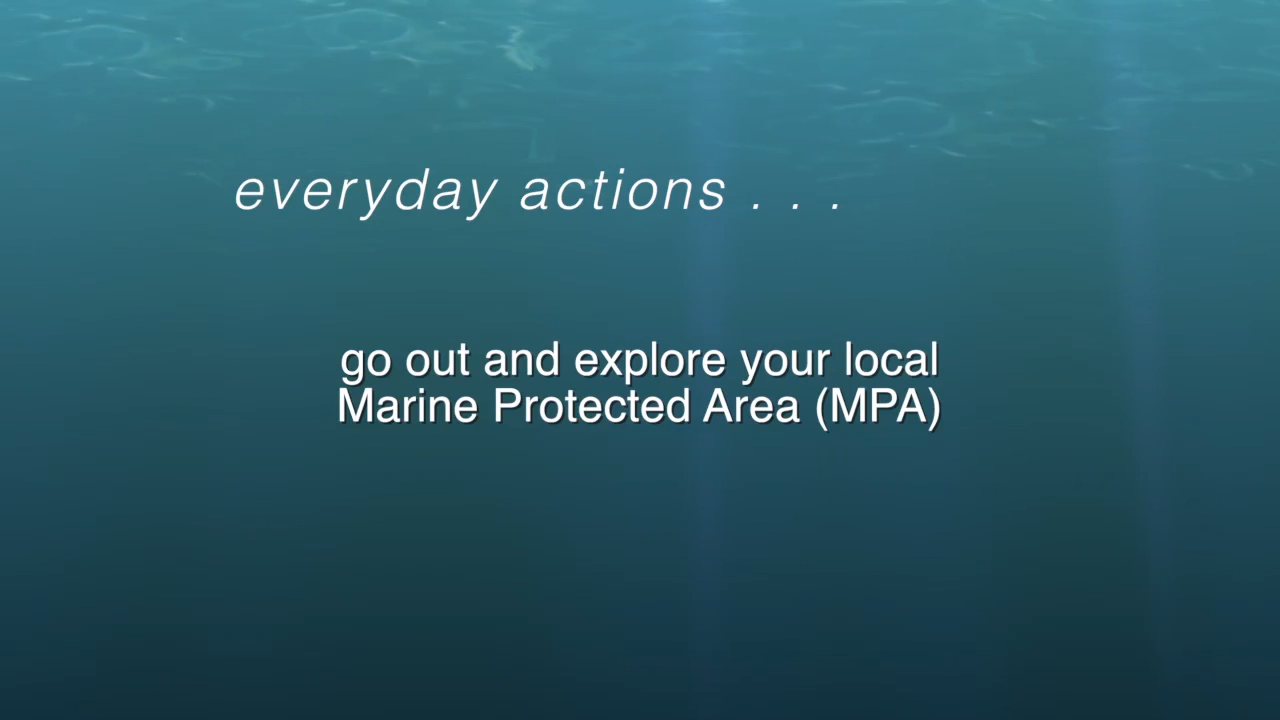 everyday actions . . .
go out and explore your local
Marine Protected Area (MPA)